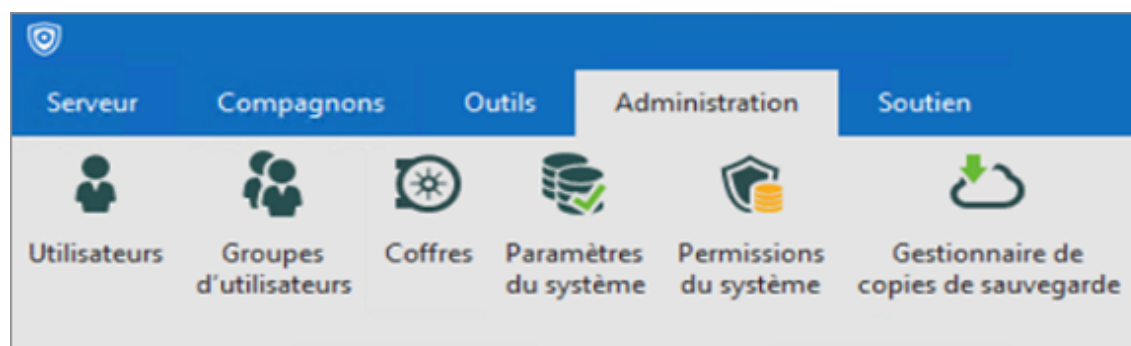 Serveur Compagnons Outils Administration Soutien
Utilisateurs Groupes Coffres Paramètres Permissions Gestionnaire de
d'utilisateurs du système du système copies de sauvegarde